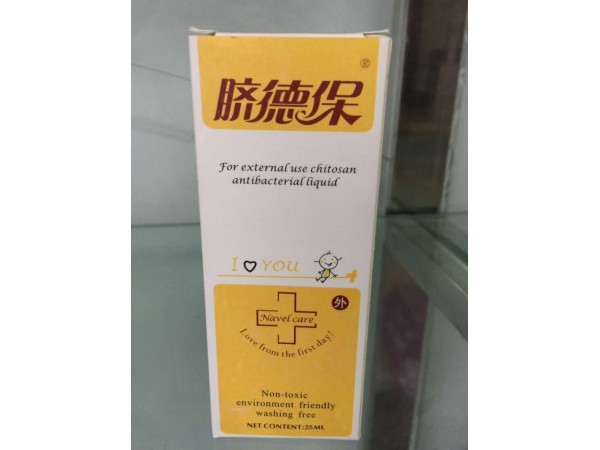 脐德保®
For external use chitosan
antibacterial liquid
I ♡ YOU
外
Navel care
Love from the first day!
Non-toxic
environment friendly
washing free
NET CONTENT:25ML